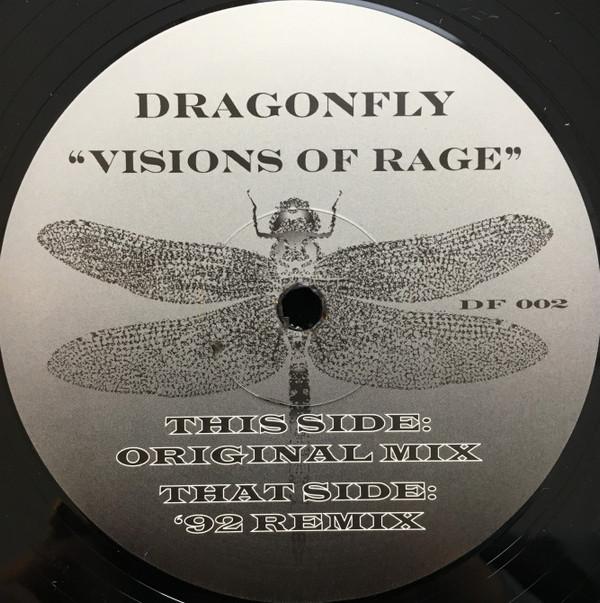 DRAGONFLY
“VISIONS OF RAGE”
DF 002
THIS SIDE:
ORIGINAL MIX
THAT SIDE:
‘92 REMIX